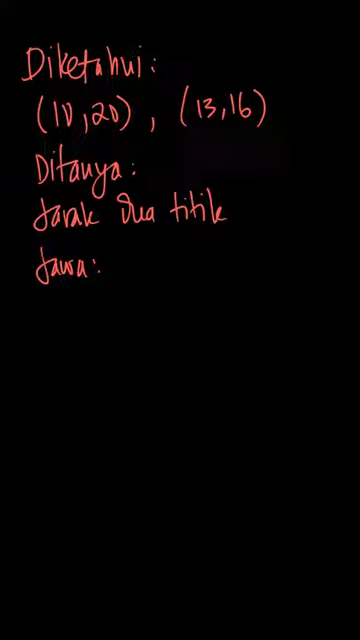 Diketahui:
(10,20), (13,16)
Ditanya:
Jarak dua titik
Jawa: